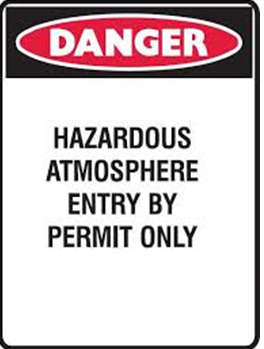 DANGER
HAZARDOUS
ATMOSPHERE
ENTRY BY
PERMIT ONLY